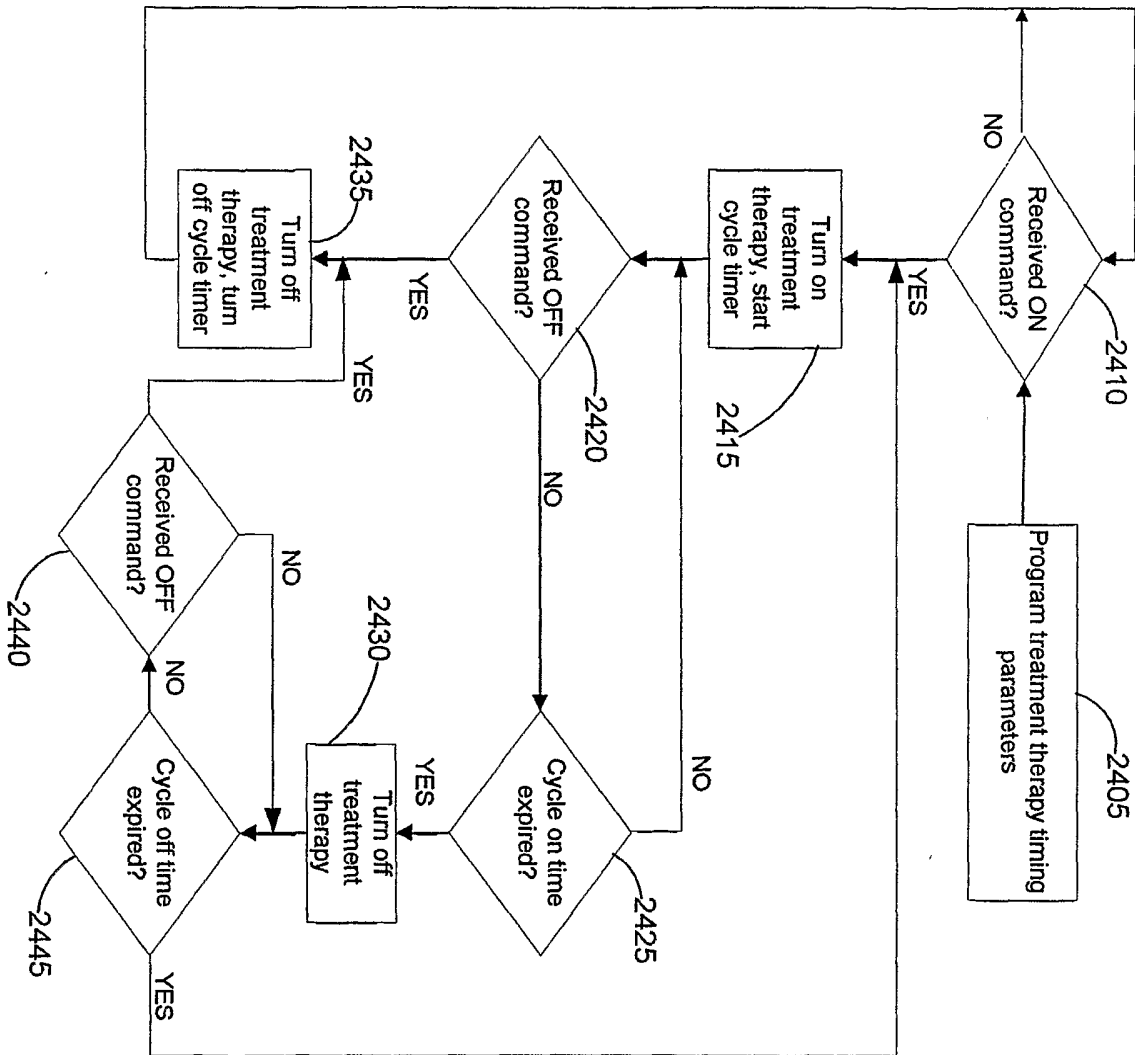 Program treatment therapy timing
parameters
2405
Received ON
command?
2410
NO
YES
Turn on
treatment
therapy, start
cycle timer
2415
Received OFF
command?
2420
NO
YES
Cycle on time
expired?
2425
NO
YES
Turn off
treatment
therapy
2430
Turn off
treatment
therapy, turn
off cycle timer
2435
Received OFF
command?
2440
NO
YES
Cycle off time
expired?
2445
NO
YES